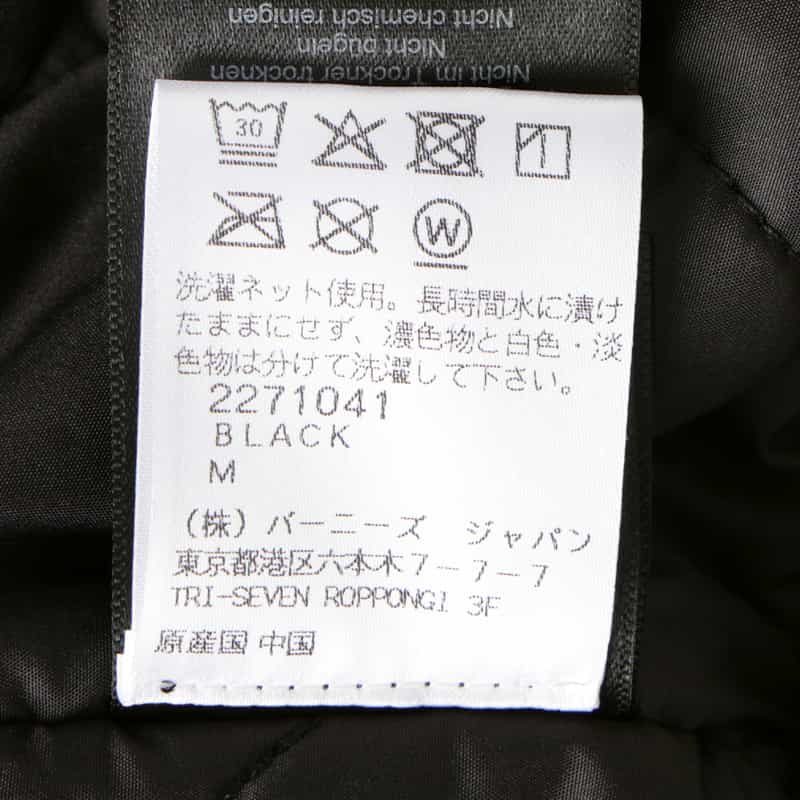 Nicht chemisch reinigen
Nicht bügeln
Nicht im Trockner trocknen
30
W
洗濯ネット使用。長時間水に漬け
たままにせず、濃色物と白色・淡
色物は分けて洗濯して下さい。
2271041
BLACK
M
(株)バーニーズ ジャパン
東京都港区六本木7-7-7
TRI-SEVEN ROPPONGI 3F
原産国 中国